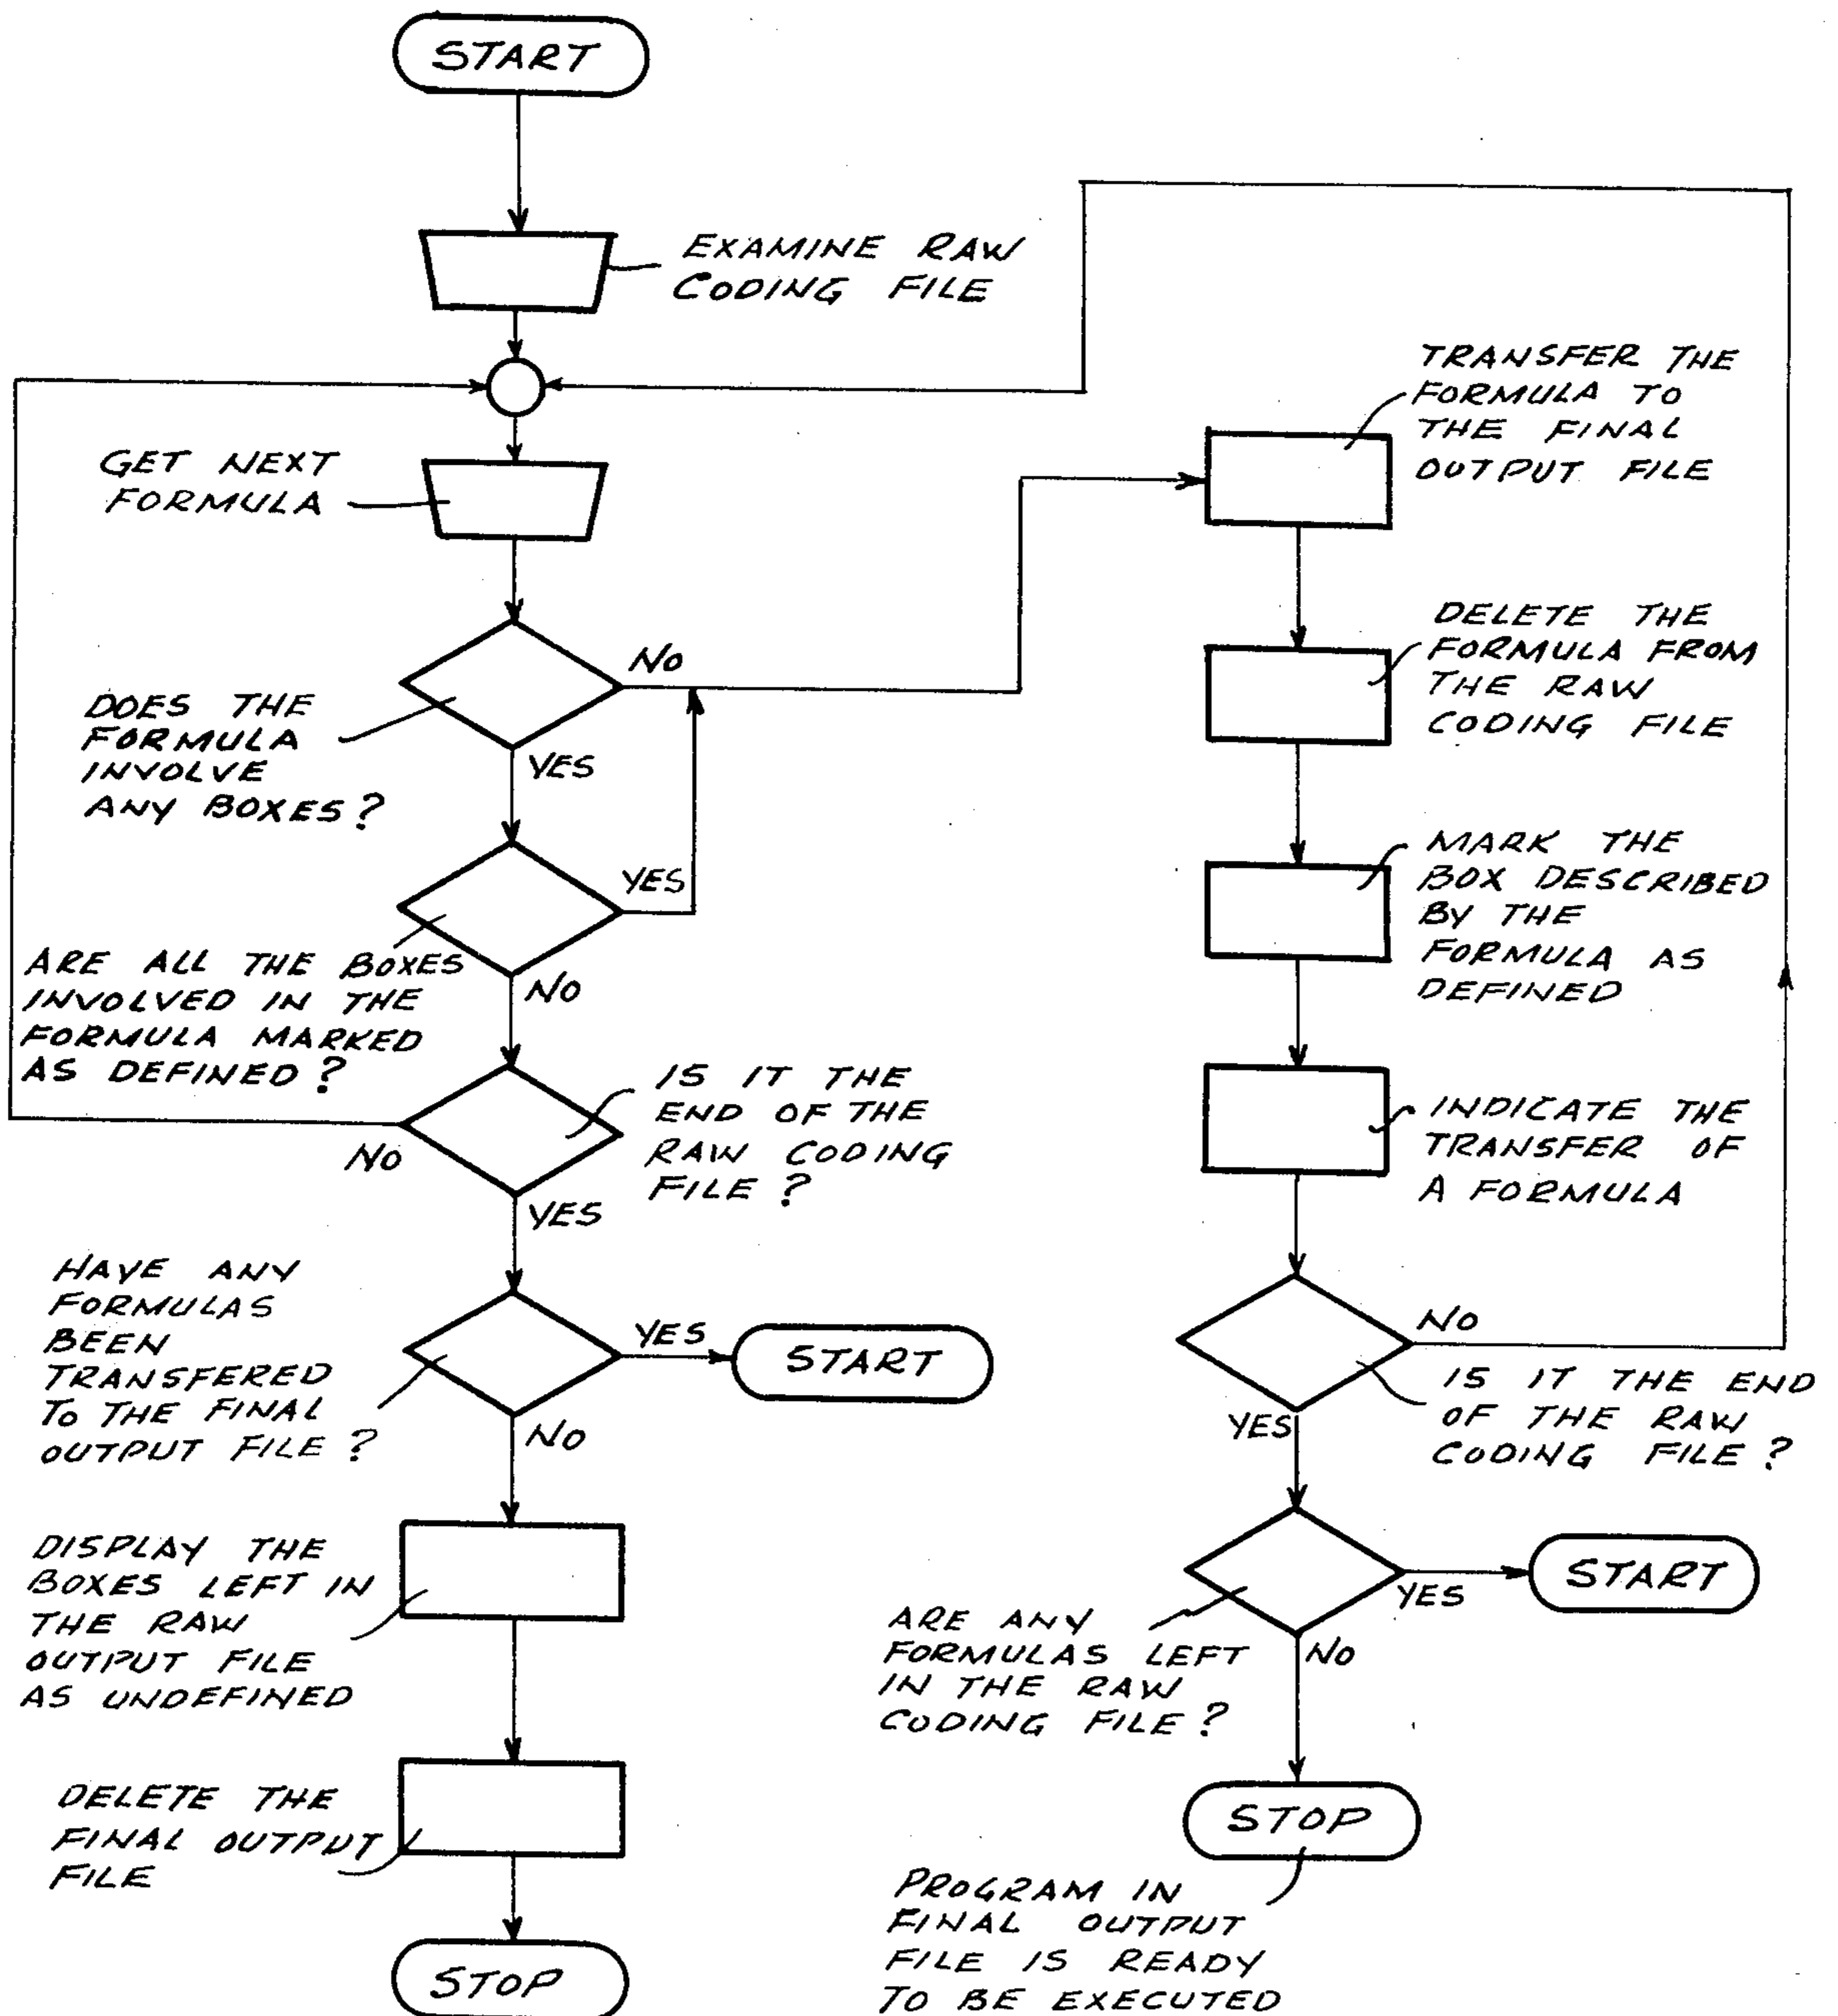 START
EXAMINE RAW
CODING FILE
GET NEXT
FORMULA
DOES THE
FORMULA
INVOLVE
ANY BOXES?
NO
YES
ARE ALL THE BOXES
INVOLVED IN THE
FORMULA MARKED
AS DEFINED?
YES
NO
IS IT THE
END OF THE
RAW CODING
FILE?
NO
YES
HAVE ANY
FORMULAS
BEEN
TRANSFERED
TO THE FINAL
OUTPUT FILE?
YES
START
NO
DISPLAY THE
BOXES LEFT IN
THE RAW
OUTPUT FILE
AS UNDEFINED
DELETE THE
FINAL OUTPUT
FILE
STOP
TRANSFER THE
FORMULA TO
THE FINAL
OUTPUT FILE
DELETE THE
FORMULA FROM
THE RAW
CODING FILE
MARK THE
BOX DESCRIBED
BY THE
FORMULA AS
DEFINED
INDICATE THE
TRANSFER OF
A FORMULA
NO
IS IT THE END
OF THE RAW
CODING FILE?
YES
ARE ANY
FORMULAS LEFT
IN THE RAW
CODING FILE?
YES
START
NO
STOP
PROGRAM IN
FINAL OUTPUT
FILE IS READY
TO BE EXECUTED